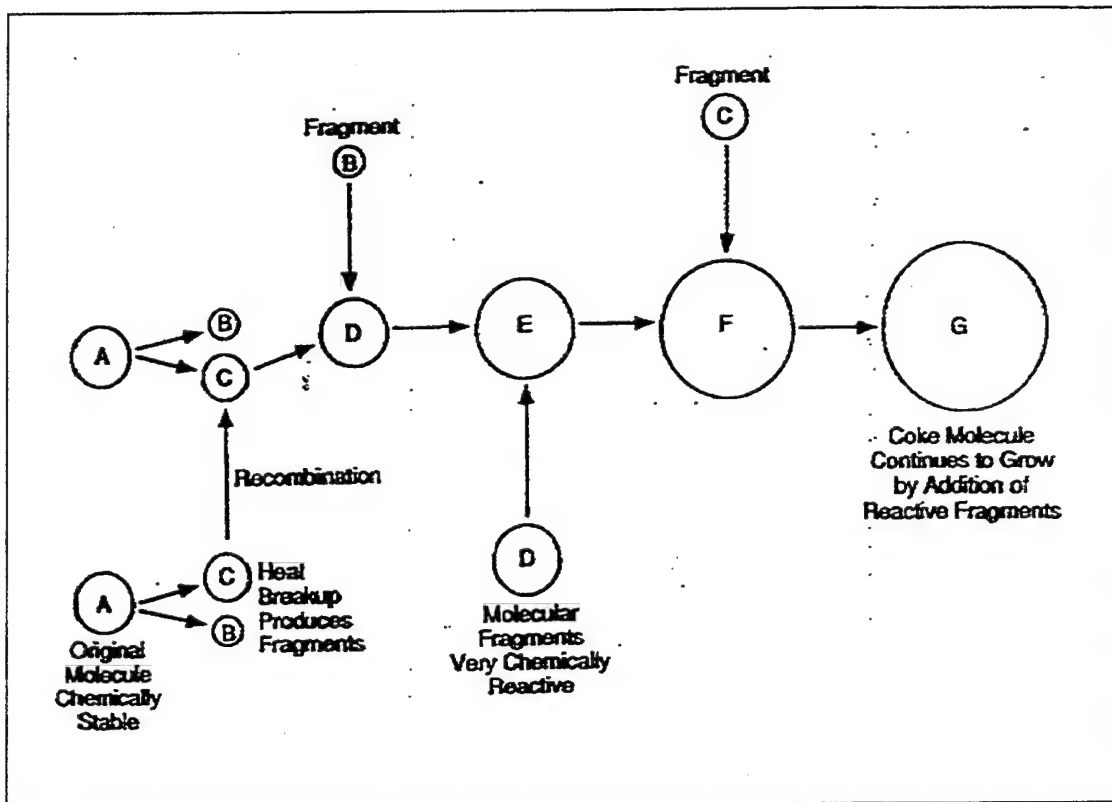 Fragment
B
Fragment
C
A
B
C
D
E
F
G
Coke Molecule
Continues to Grow
by Addition of
Reactive Fragments
Recombination
A
C
B
Heat
Breakup
Produces
Fragments
Original
Molecule
Chemically
Stable
D
Molecular
Fragments
Very Chemically
Reactive